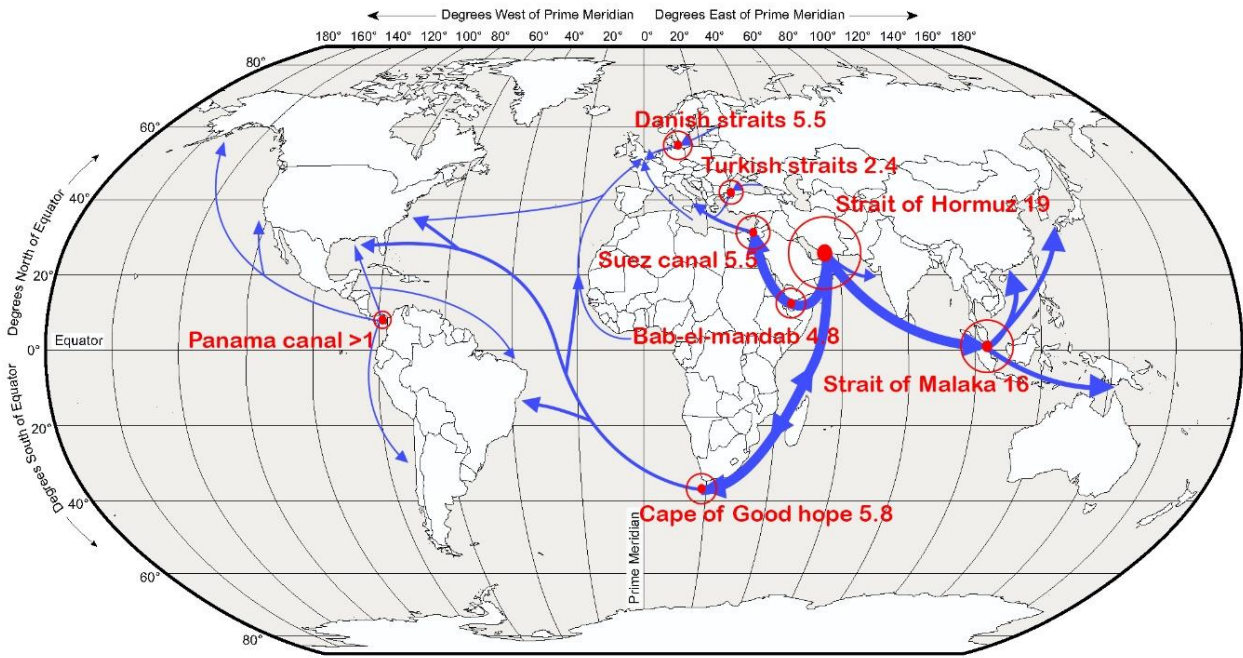 Degrees West of Prime Meridian Degrees East of Prime Meridian
180° 160° 140° 120° 100° 80° 60° 40° 20° 0° 20° 40° 60° 80° 100° 120° 140° 160° 180°
80°
60°
40°
20°
0°
20°
40°
60°
80°
Degrees North of Equator
Equator
Degrees South of Equator
Prime Meridian
Danish straits 5.5
Turkish straits 2.4
Strait of Hormuz 19
Suez canal 5.5
Panama canal >1
Bab-el-mandab 4.8
Strait of Malaka 16
Cape of Good hope 5.8